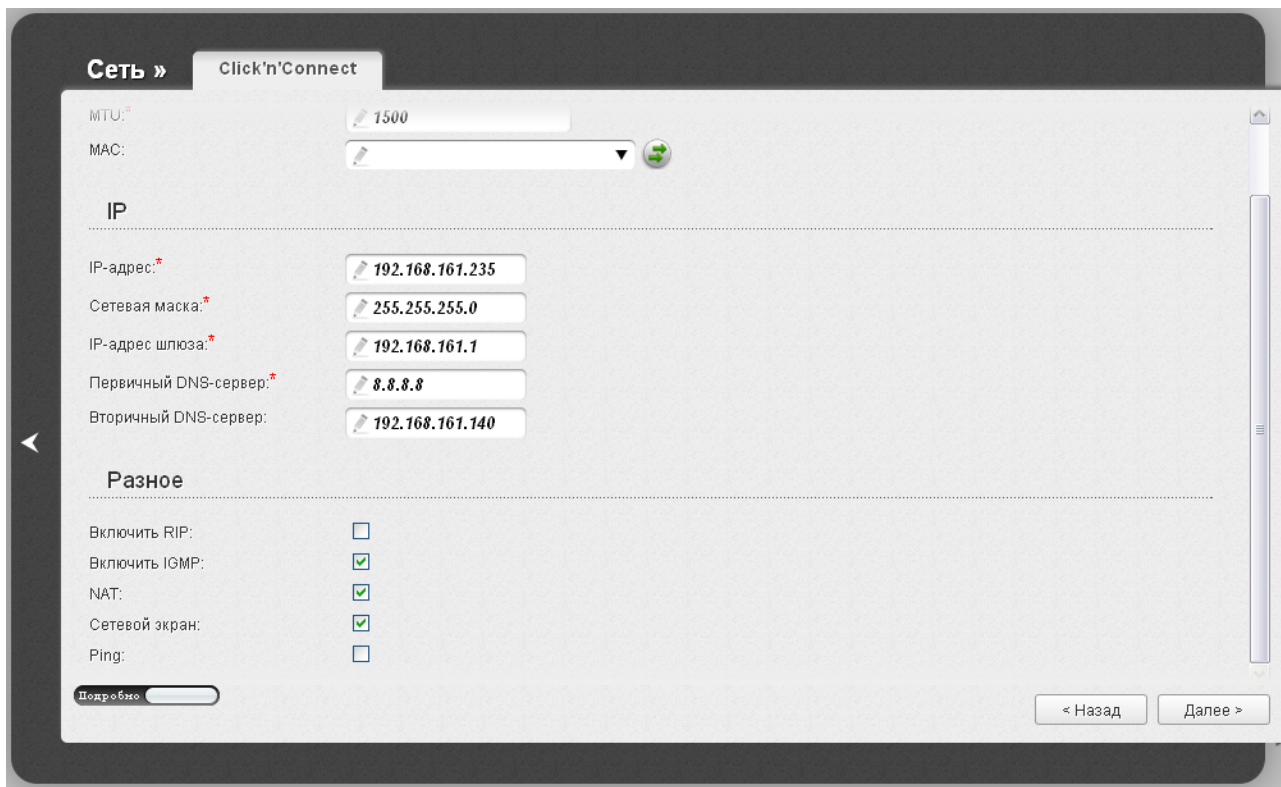 Сеть »
Click'n'Connect
MTU:* 1500
MAC:
IP
IP-адрес:* 192.168.161.235
Сетевая маска:* 255.255.255.0
IP-адрес шлюза:* 192.168.161.1
Первичный DNS-сервер:* 8.8.8.8
Вторичный DNS-сервер: 192.168.161.140
Разное
Включить RIP:
Включить IGMP:
NAT:
Сетевой экран:
Ping:
Подробно
< Назад
Далее >